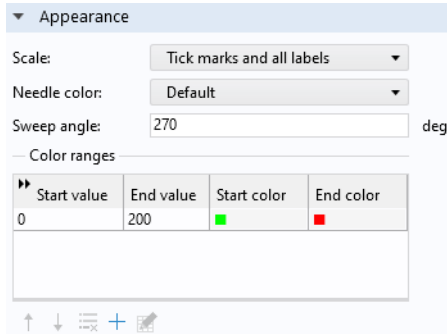 Appearance
Scale: Tick marks and all labels
Needle color: Default
Sweep angle: 270 deg
Color ranges
Start value End value Start color End color
0 200